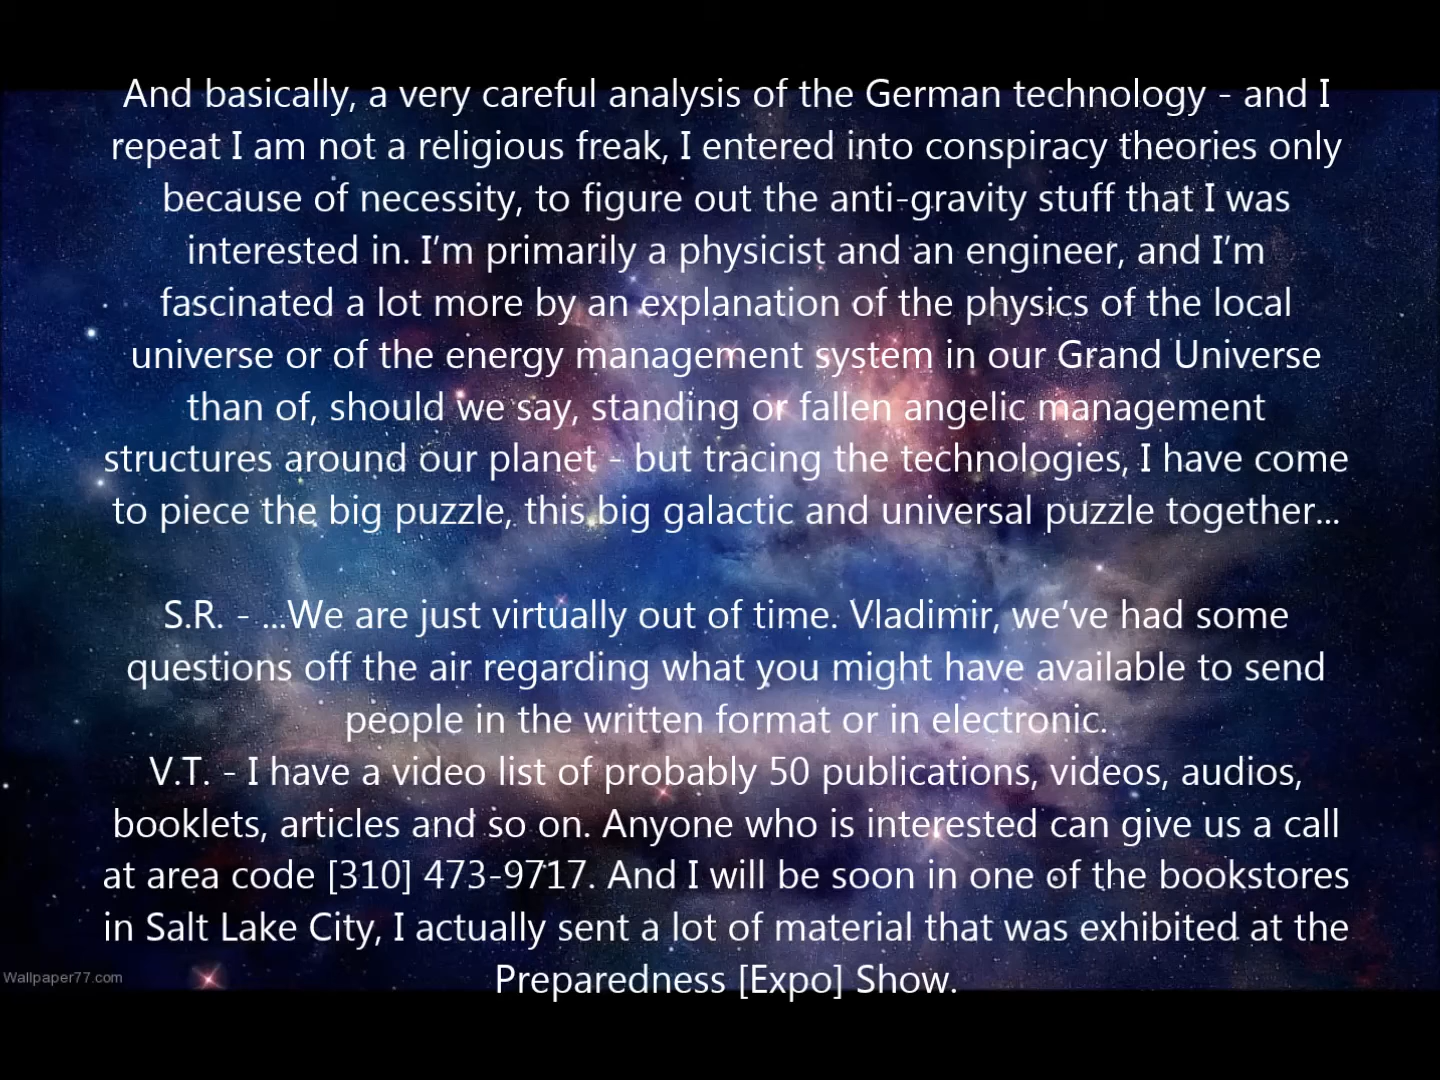 And basically, a very careful analysis of the German technology - and I
repeat I am not a religious freak, I entered into conspiracy theories only
because of necessity, to figure out the anti-gravity stuff that I was
interested in. I’m primarily a physicist and an engineer, and I’m
fascinated a lot more by an explanation of the physics of the local
universe or of the energy management system in our Grand Universe
than of, should we say, standing or fallen angelic management
structures around our planet - but tracing the technologies, I have come
to piece the big puzzle, this big galactic and universal puzzle together...
S.R. - ...We are just virtually out of time. Vladimir, we’ve had some
questions off the air regarding what you might have available to send
people in the written format or in electronic.
V.T. - I have a video list of probably 50 publications, videos, audios,
booklets, articles and so on. Anyone who is interested can give us a call
at area code [310] 473-9717. And I will be soon in one of the bookstores
in Salt Lake City, I actually sent a lot of material that was exhibited at the
Preparedness [Expo] Show.
Wallpaper77.com